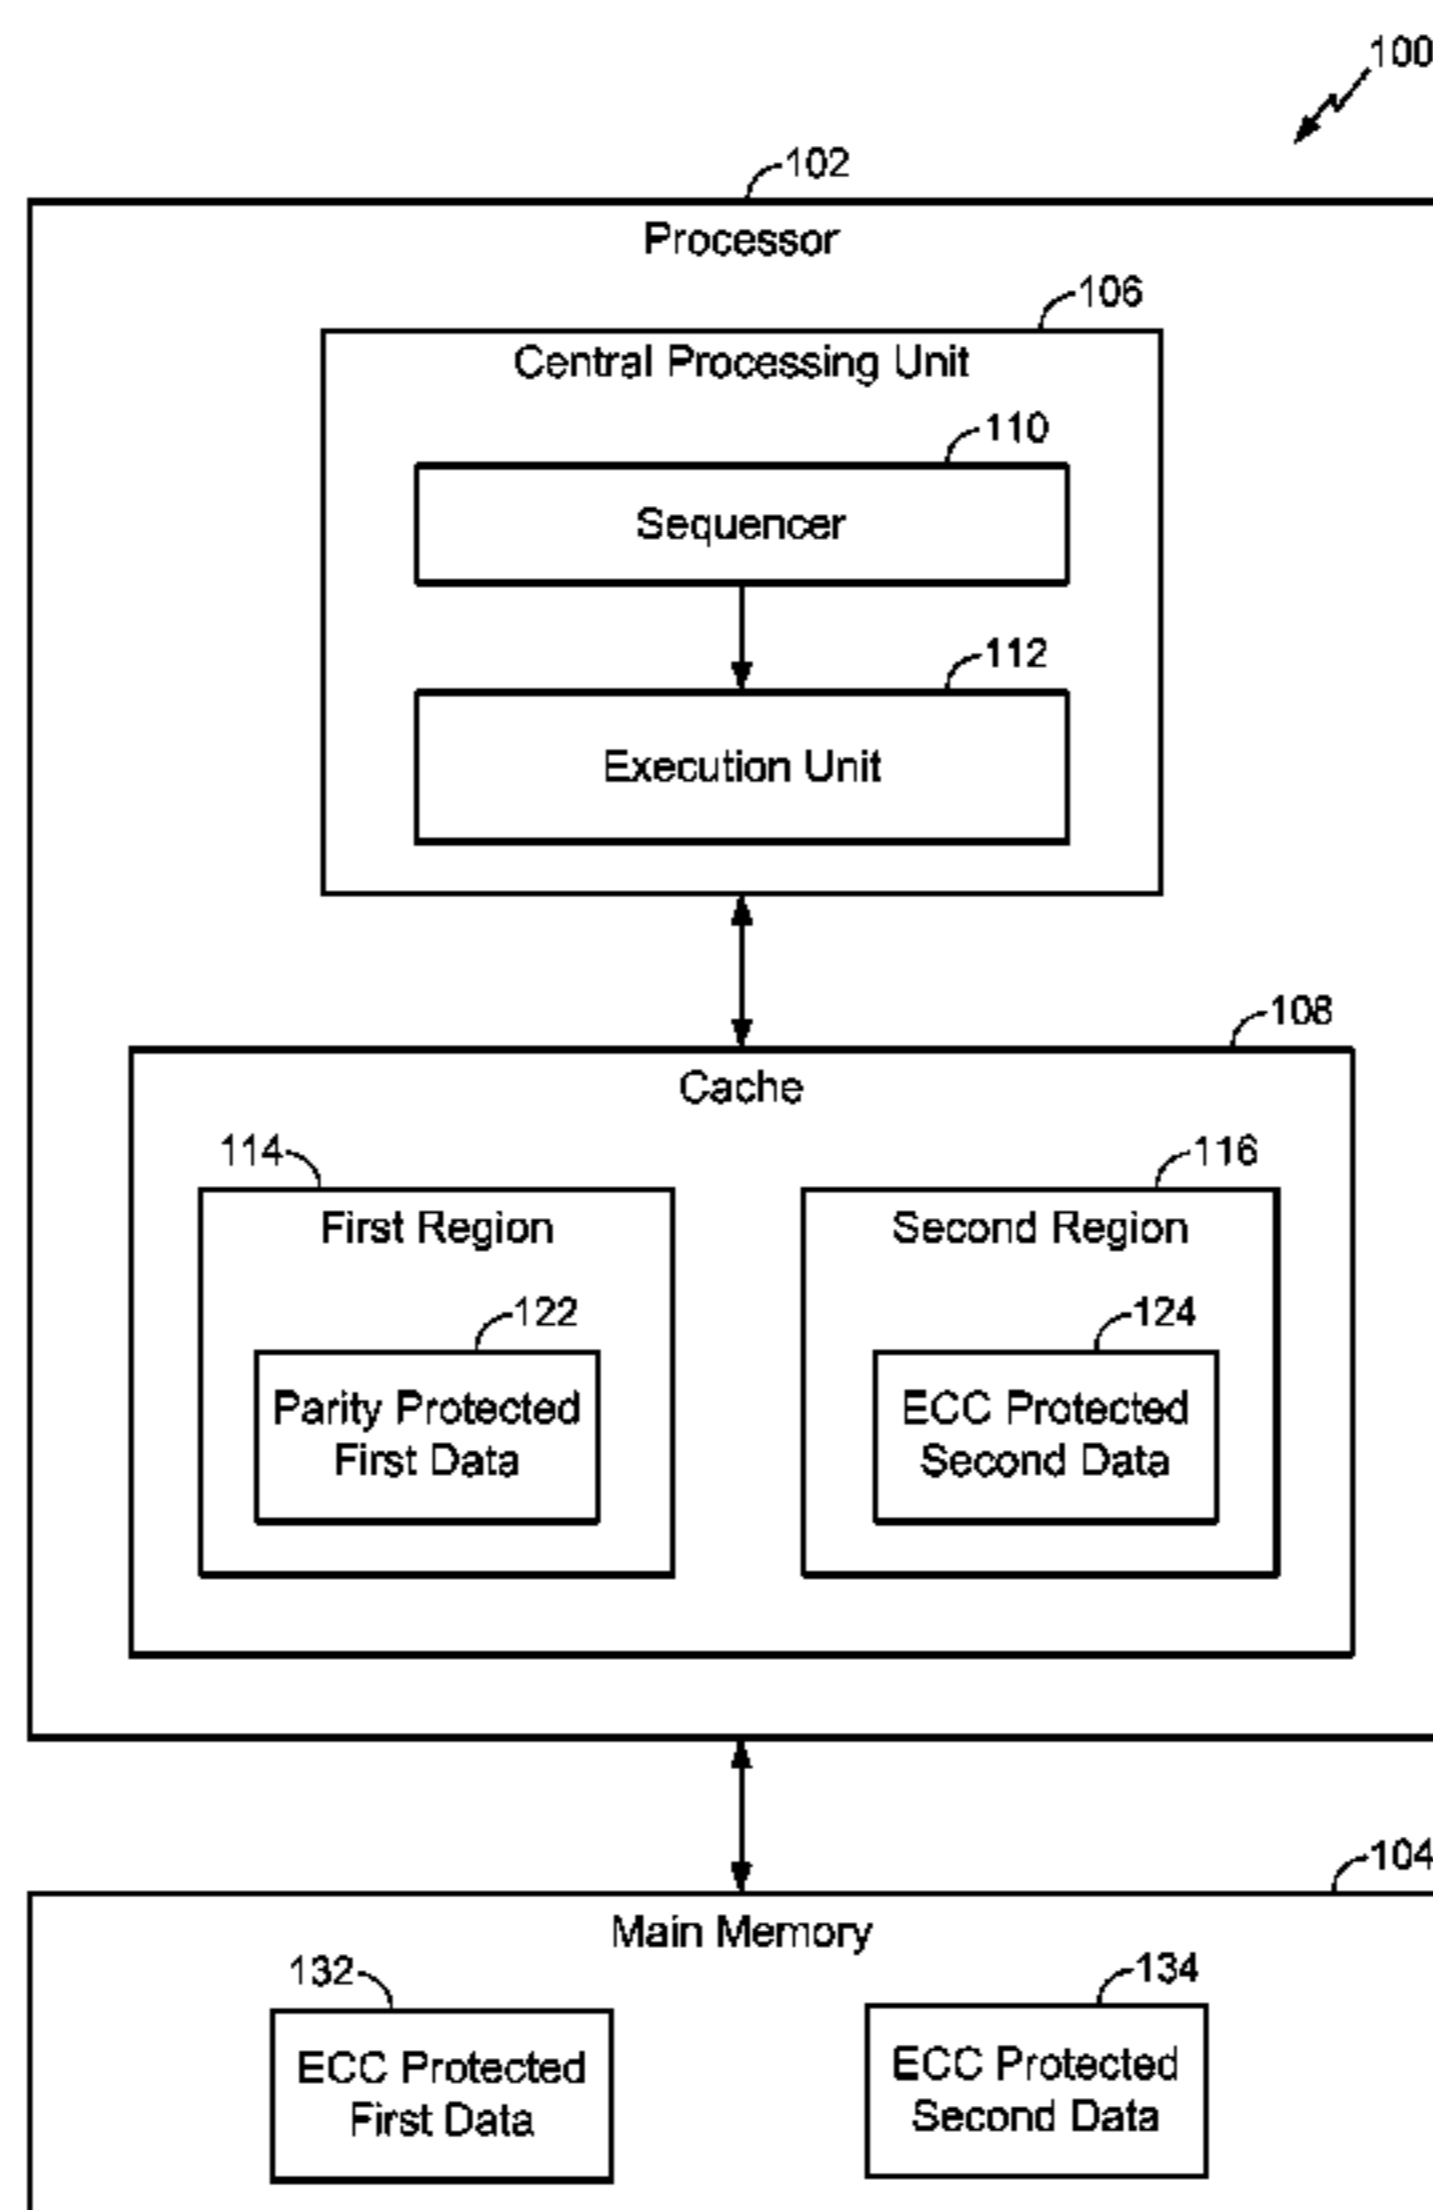 100
102
Processor
106
Central Processing Unit
110
Sequencer
112
Execution Unit
108
Cache
114
116
First Region
Second Region
122
124
Parity Protected
First Data
ECC Protected
Second Data
104
Main Memory
132
134
ECC Protected
First Data
ECC Protected
Second Data